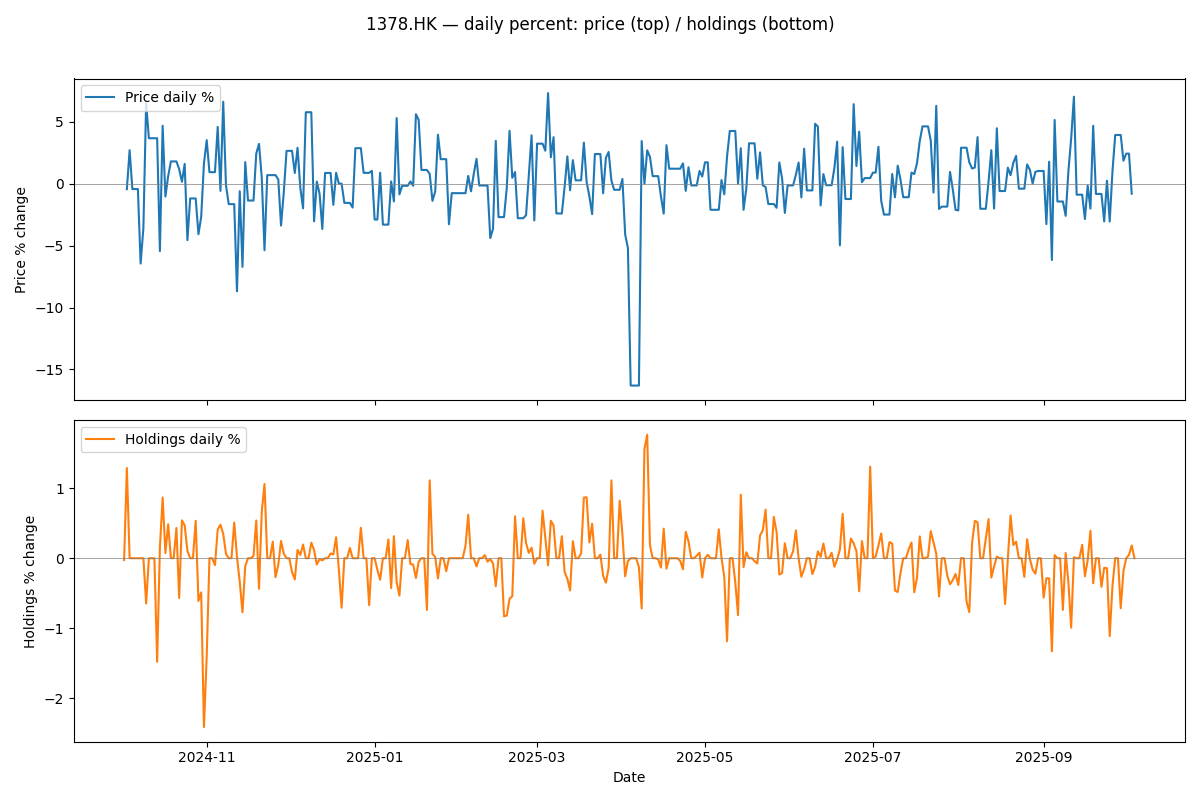 1378.HK — daily percent: price (top) / holdings (bottom)
Price daily %
Price % change
5
0
−5
−10
−15
Holdings daily %
Holdings % change
1
0
−1
−2
2024-11
2025-01
2025-03
2025-05
2025-07
2025-09
Date